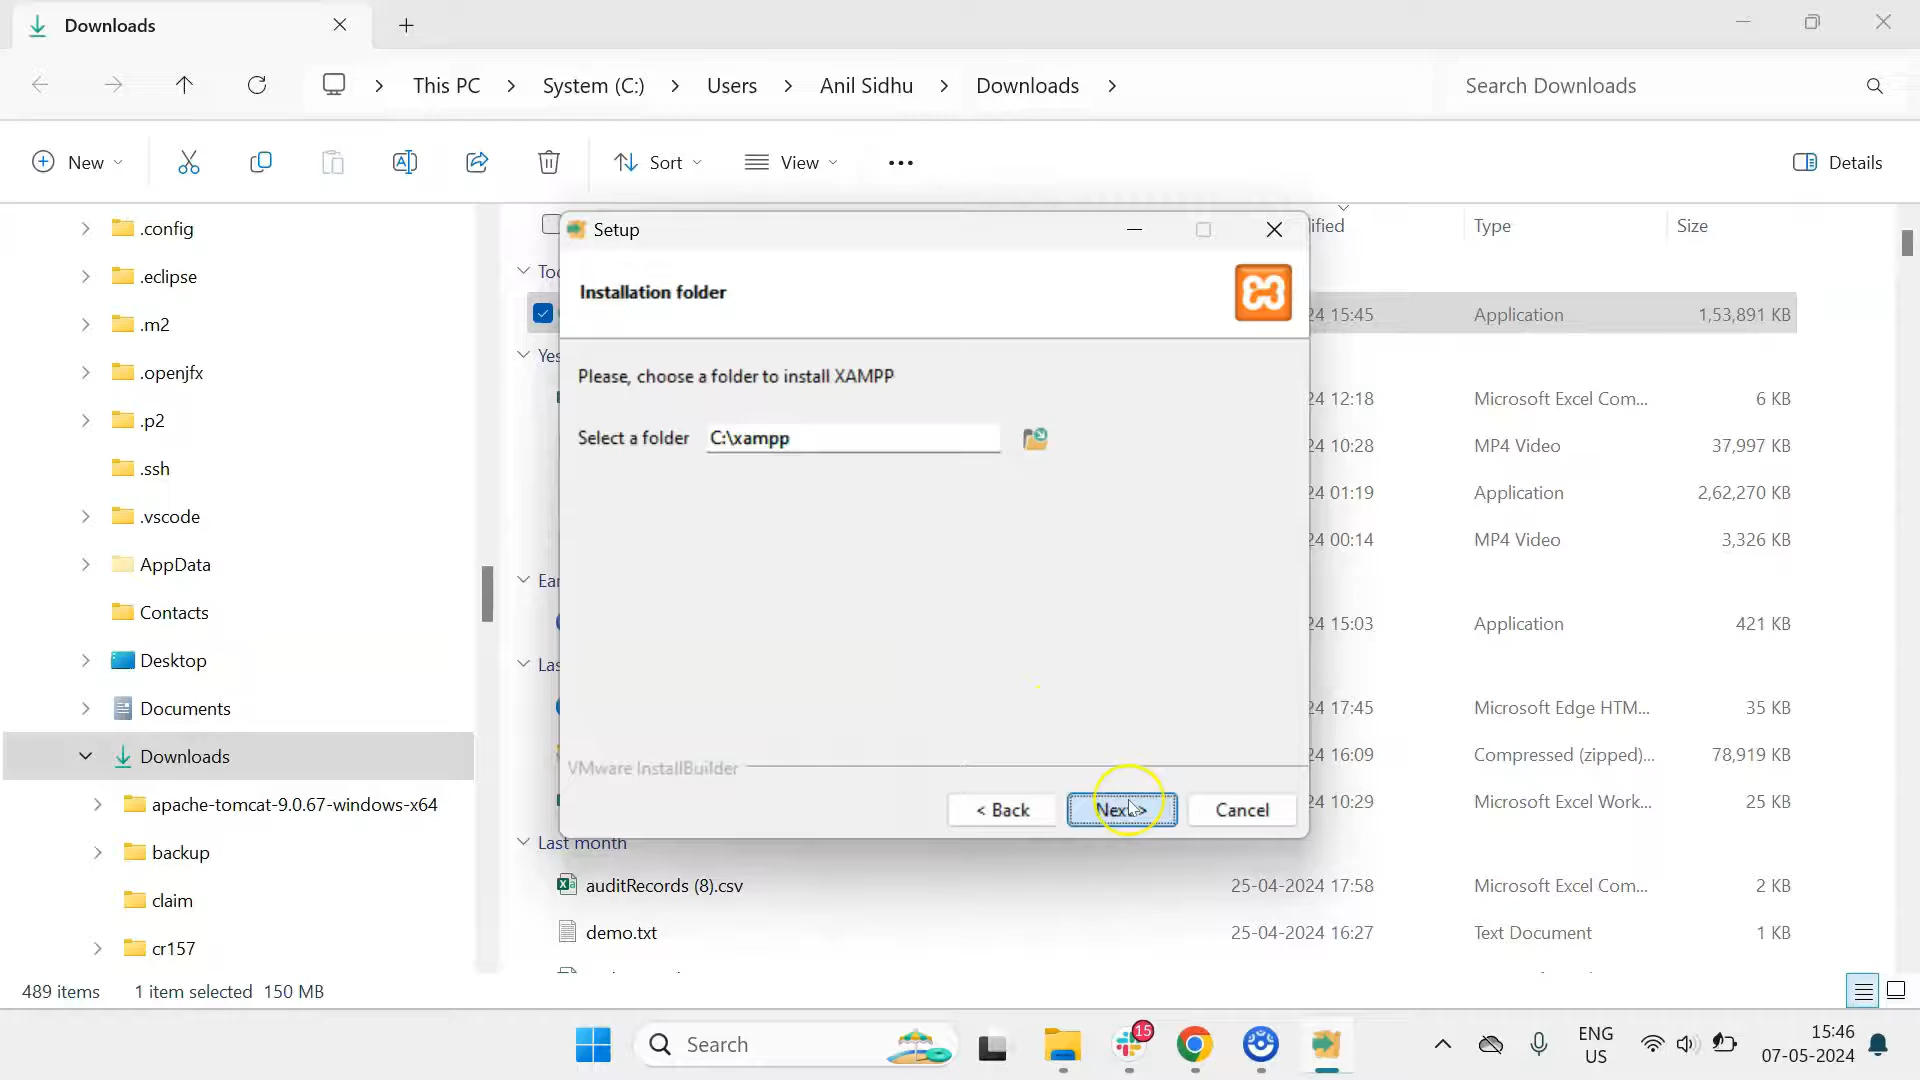 Downloads
This PC > System (C:) > Users > Anil Sidhu > Downloads >
Search Downloads
New
Sort
View
Details
.config
.eclipse
.m2
.openjfx
.p2
.ssh
.vscode
AppData
Contacts
Desktop
Documents
Downloads
apache-tomcat-9.0.67-windows-x64
backup
claim
cr157
Setup
Installation folder
Please, choose a folder to install XAMPP
Select a folder C:\xampp
VMware InstallBuilder
< Back
Next >
Cancel
Type Size
24 15:45 Application 1,53,891 KB
24 12:18 Microsoft Excel Com... 6 KB
24 10:28 MP4 Video 37,997 KB
24 01:19 Application 2,62,270 KB
24 00:14 MP4 Video 3,326 KB
24 15:03 Application 421 KB
24 17:45 Microsoft Edge HTM... 35 KB
24 16:09 Compressed (zipped)... 78,919 KB
24 10:29 Microsoft Excel Work... 25 KB
Last month
auditRecords (8).csv 25-04-2024 17:58 Microsoft Excel Com... 2 KB
demo.txt 25-04-2024 16:27 Text Document 1 KB
489 items 1 item selected 150 MB
Search
15
ENG
US
15:46
07-05-2024